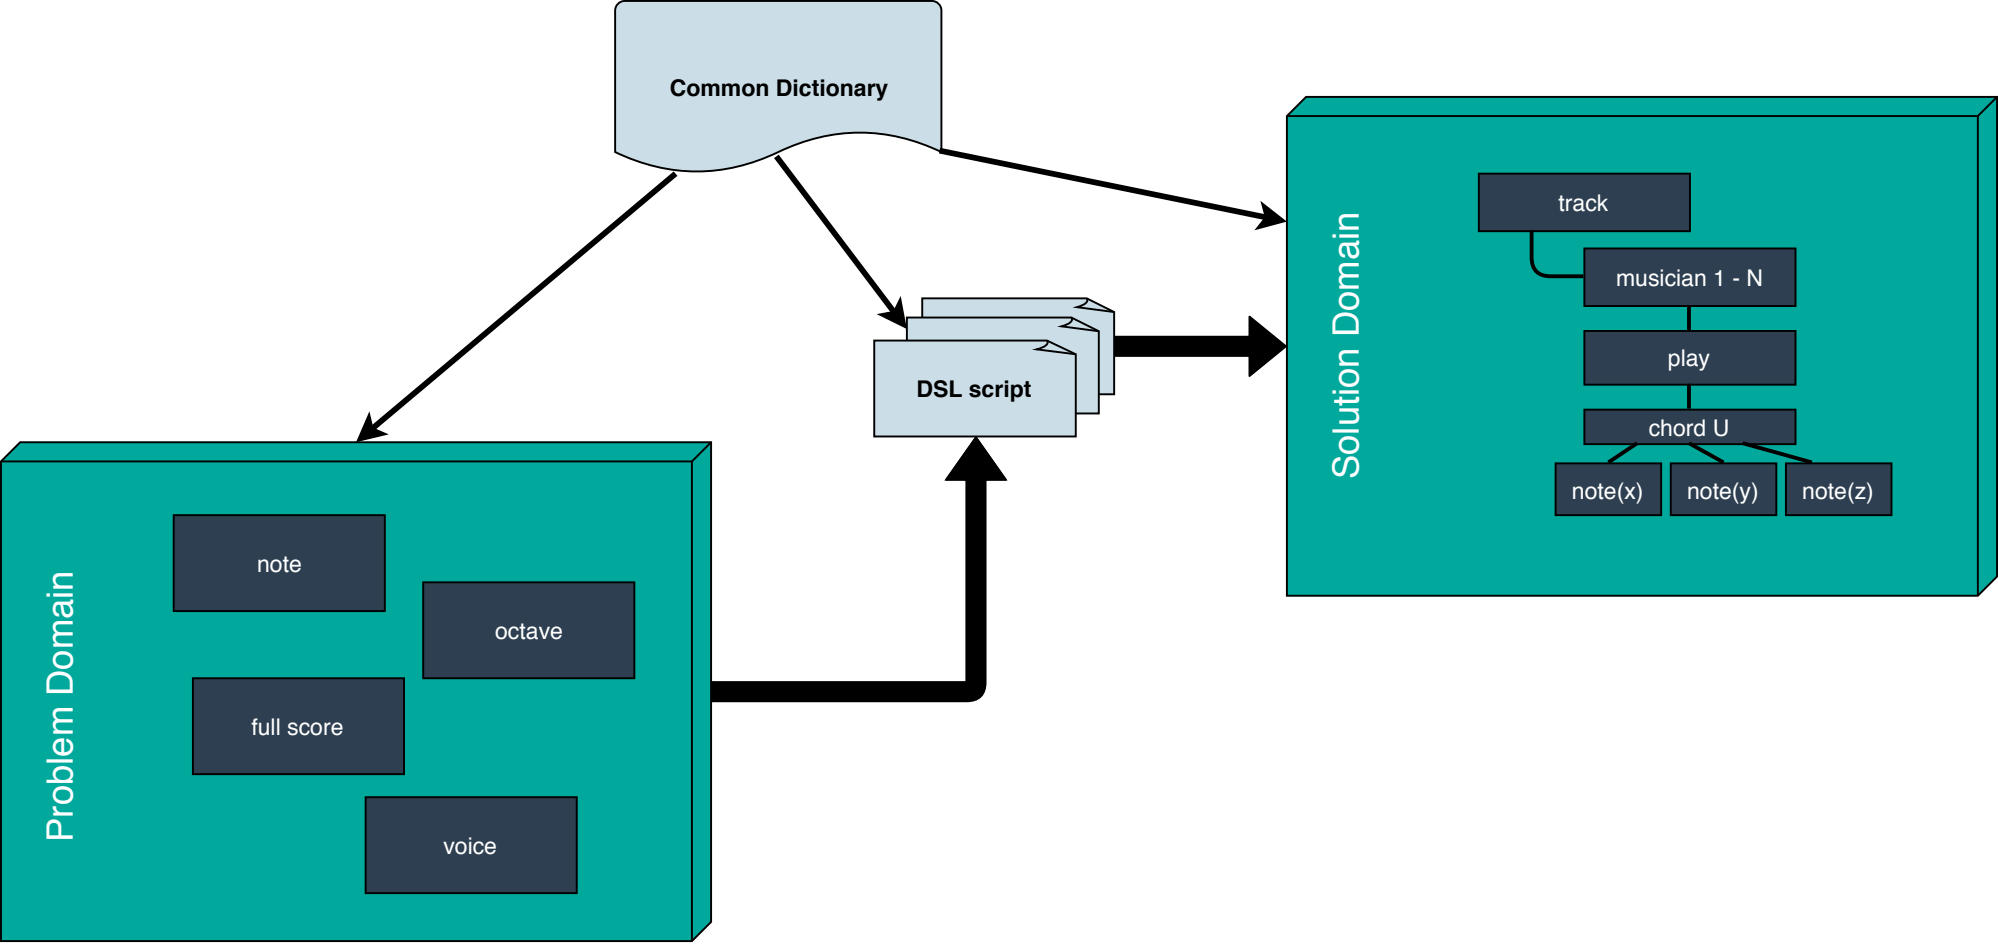 Common Dictionary
DSL script
Problem Domain
note
octave
full score
voice
Solution Domain
track
musician 1 - N
play
chord U
note(x)
note(y)
note(z)